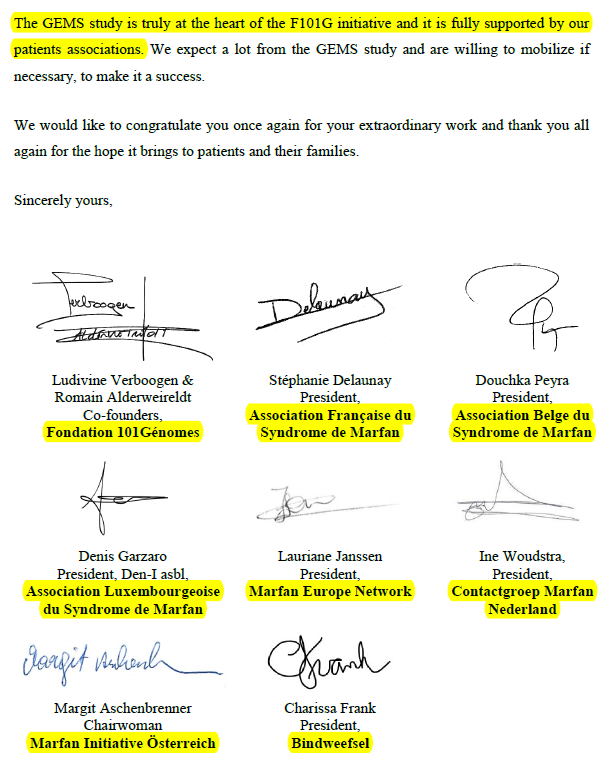 The GEMS study is truly at the heart of the F101G initiative and it is fully supported by our
patients associations. We expect a lot from the GEMS study and are willing to mobilize if
necessary, to make it a success.
We would like to congratulate you once again for your extraordinary work and thank you all
again for the hope it brings to patients and their families.
Sincerely yours,
Verboogen
Delaunay
Alderweireldt
Ludivine Verboogen &
Romain Alderweireldt
Co-founders,
Fondation 101Génomes
Stéphanie Delaunay
President,
Association Française du
Syndrome de Marfan
Douchka Peyra
President,
Association Belge du
Syndrome de Marfan
Denis Garzaro
President, Den-I asbl,
Association Luxembourgeoise
du Syndrome de Marfan
Lauriane Janssen
President,
Marfan Europe Network
Ine Woudstra,
President,
Contactgroep Marfan
Nederland
Margit Aschenb
CFrank
Margit Aschenbrenner
Chairwoman
Marfan Initiative Österreich
Charissa Frank
President,
Bindweefsel